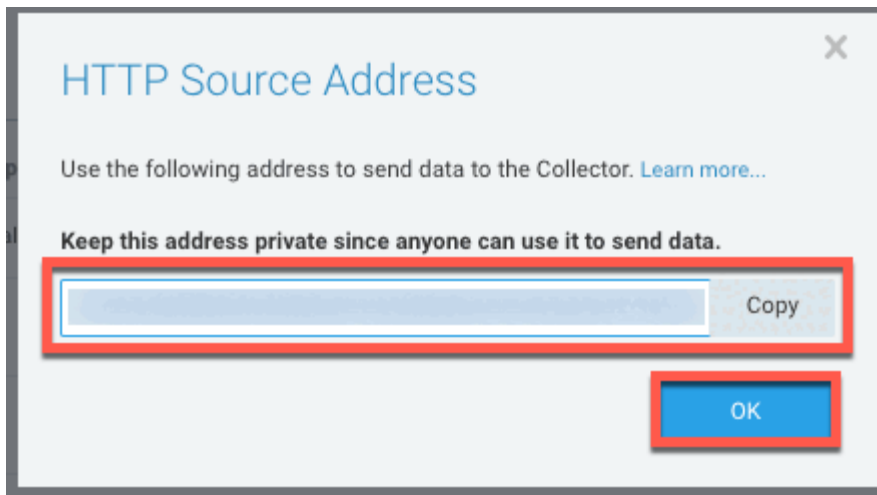 HTTP Source Address
Use the following address to send data to the Collector. Learn more...
Keep this address private since anyone can use it to send data.
Copy
OK